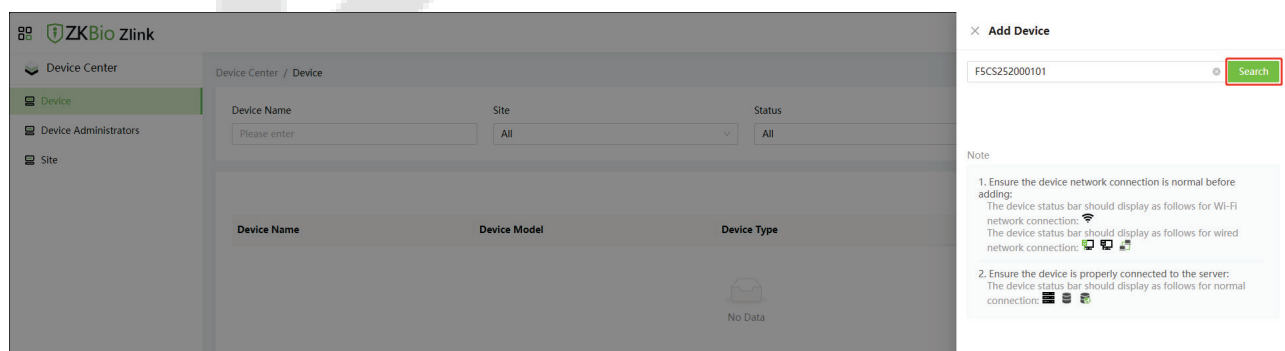 ZKBio Zlink
Device Center
Device
Device Administrators
Site
Device Center / Device
Device Name
Site
Status
Please enter
All
All
Device Name
Device Model
Device Type
No Data
Add Device
F5CS252000101
Search
Note
1. Ensure the device network connection is normal before
adding:
The device status bar should display as follows for Wi-Fi
network connection:
The device status bar should display as follows for wired
network connection:
2. Ensure the device is properly connected to the server:
The device status bar should display as follows for normal
connection: